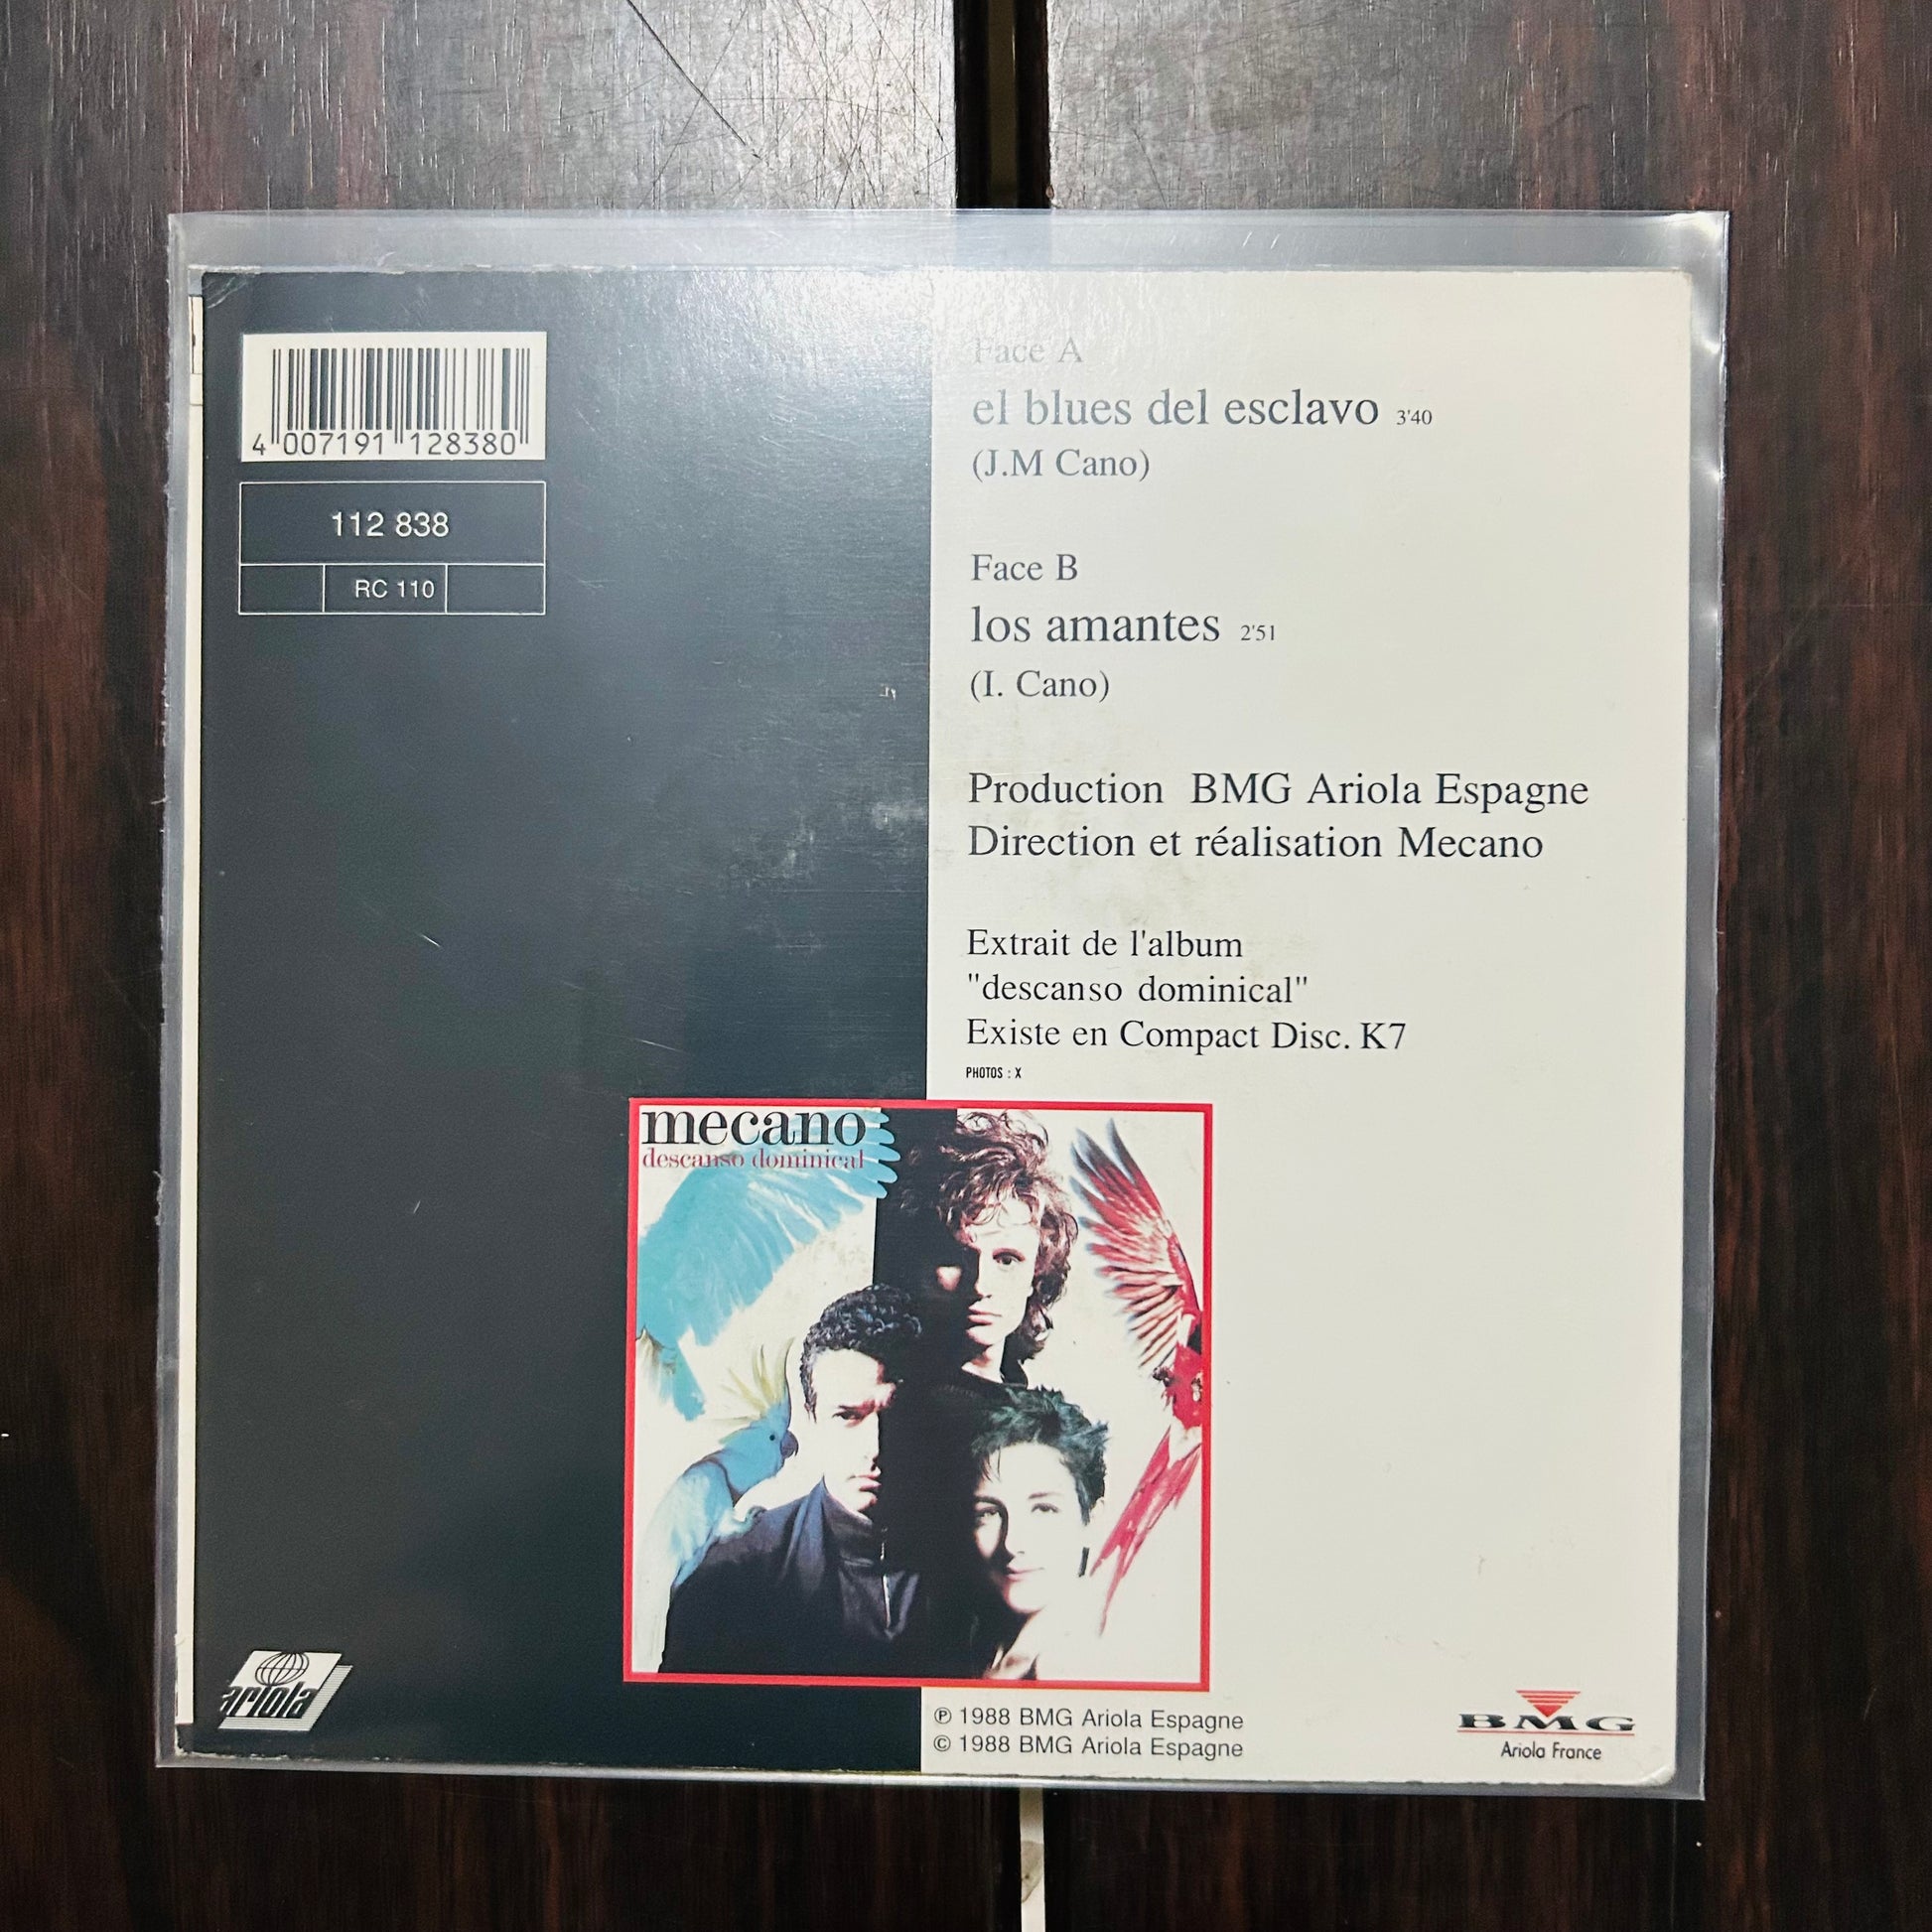 4 007191 128380
112 838
RC 110
Face A
el blues del esclavo 3'40
(J.M Cano)
Face B
los amantes 2'51
(I. Cano)
Production BMG Ariola Espagne
Direction et réalisation Mecano
Extrait de l'album
"descanso dominical"
Existe en Compact Disc. K7
PHOTOS : X
mecano
descanso dominical
ariola
℗ 1988 BMG Ariola Espagne
© 1988 BMG Ariola Espagne
BMG
Ariola France